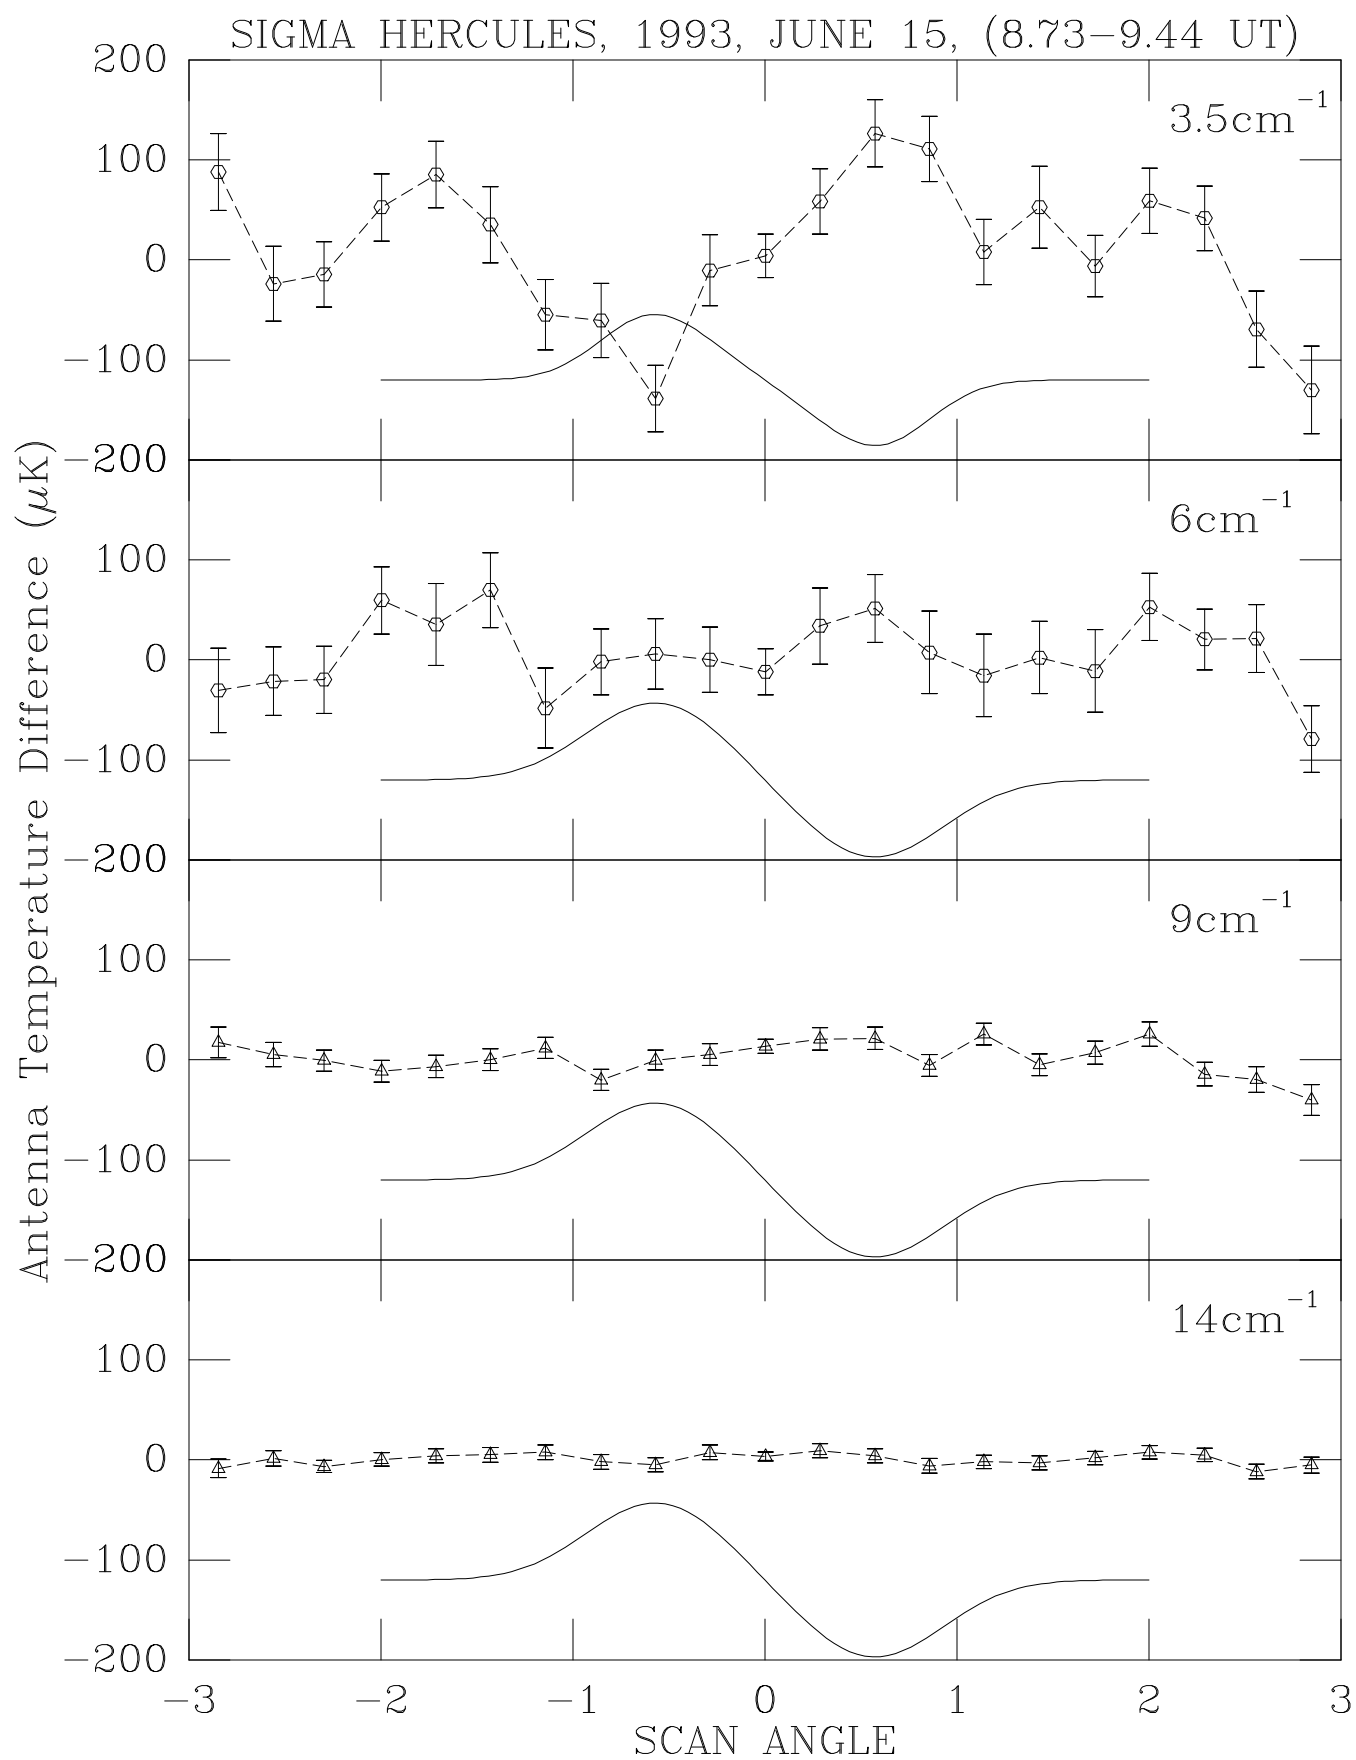 SIGMA HERCULES, 1993, JUNE 15, (8.73−9.44 UT)
200
3.5cm⁻¹
100
0
−100
−200
6cm⁻¹
100
0
−100
−200
9cm⁻¹
100
0
−100
−200
14cm⁻¹
100
0
−100
−200
Antenna Temperature Difference (μK)
−3 −2 −1 0 1 2 3
SCAN ANGLE